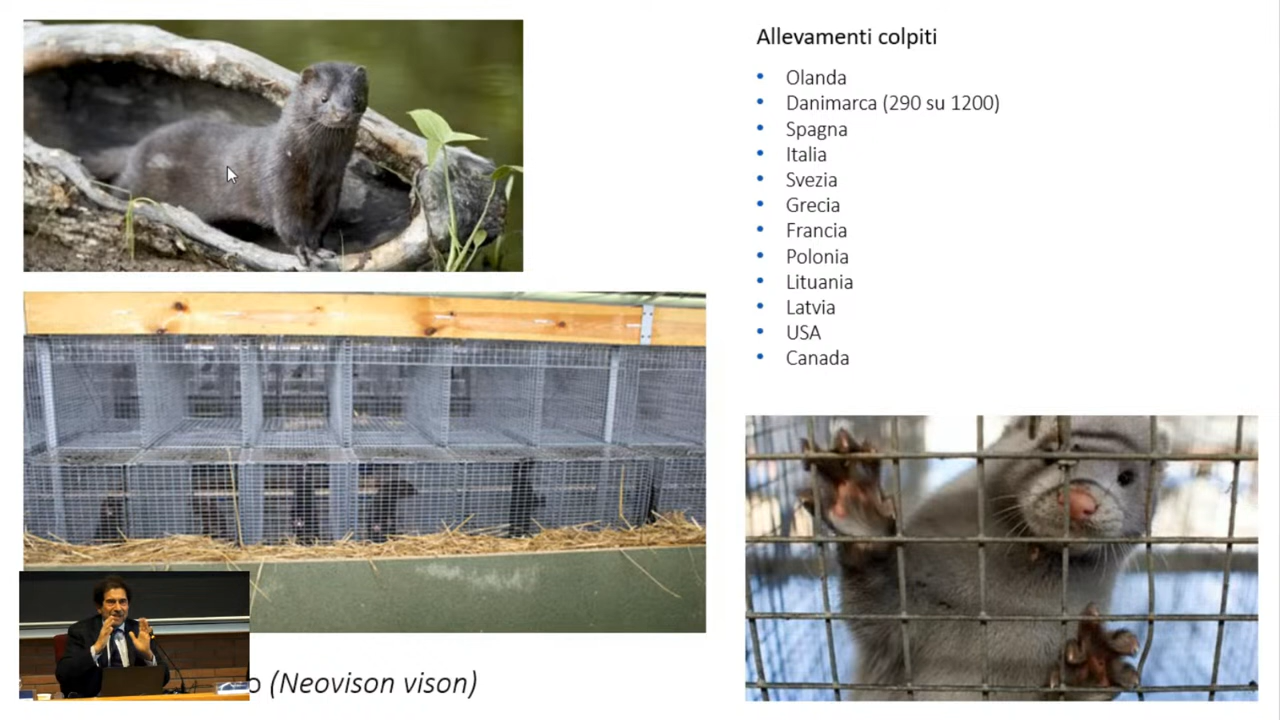 Allevamenti colpiti
• Olanda
• Danimarca (290 su 1200)
• Spagna
• Italia
• Svezia
• Grecia
• Francia
• Polonia
• Lituania
• Latvia
• USA
• Canada
o (Neovison vison)